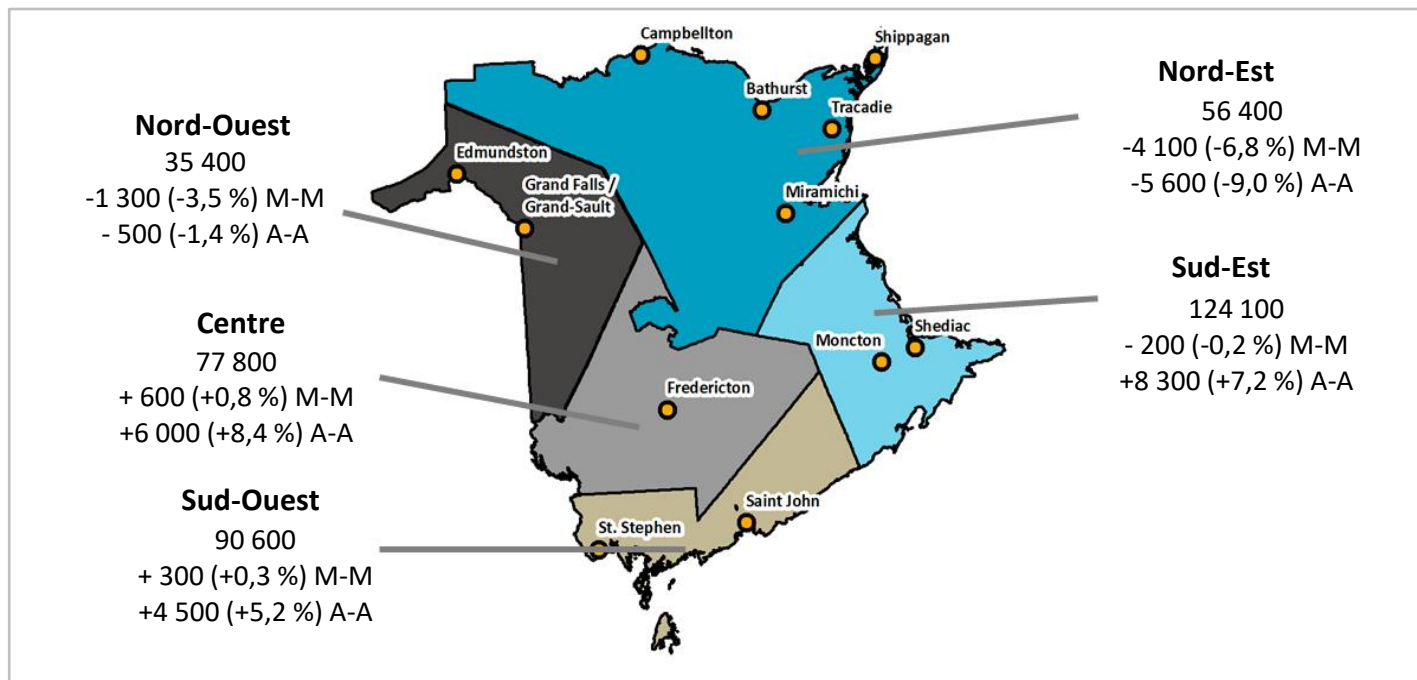 Nord-Ouest
35 400
-1 300 (-3,5 %) M-M
- 500 (-1,4 %) A-A
Centre
77 800
+ 600 (+0,8 %) M-M
+6 000 (+8,4 %) A-A
Sud-Ouest
90 600
+ 300 (+0,3 %) M-M
+4 500 (+5,2 %) A-A
Campbellton
Shippagan
Bathurst
Tracadie
Edmundston
Grand Falls /
Grand-Sault
Miramichi
Moncton
Shediac
Fredericton
Saint John
St. Stephen
Nord-Est
56 400
-4 100 (-6,8 %) M-M
-5 600 (-9,0 %) A-A
Sud-Est
124 100
- 200 (-0,2 %) M-M
+8 300 (+7,2 %) A-A